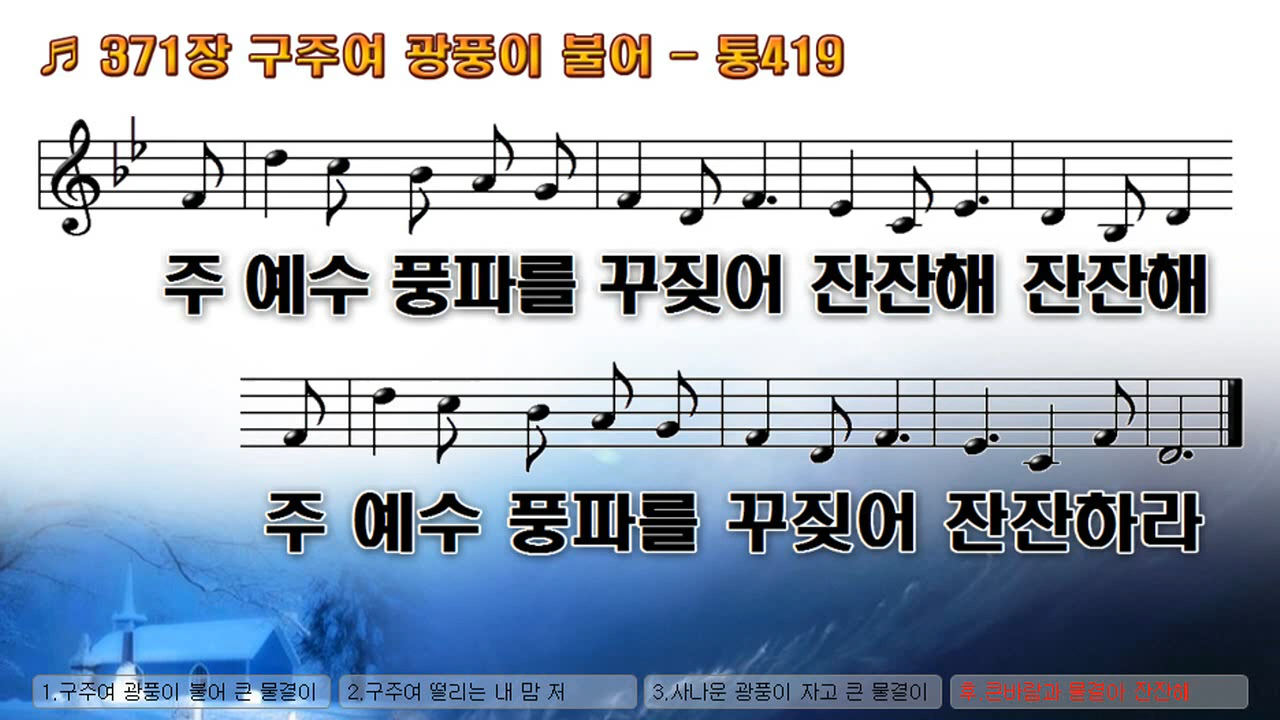 371장 구주여 광풍이 불어 - 통419
주 예수 풍파를 꾸짖어 잔잔해 잔잔해
주 예수 풍파를 꾸짖어 잔잔하라
1.구주여 광풍이 불어 큰 물결이 2.구주여 떨리는 내 맘 저 3.사나운 광풍이 자고 큰 물결이 후.큰바람과 물결이 잔잔해